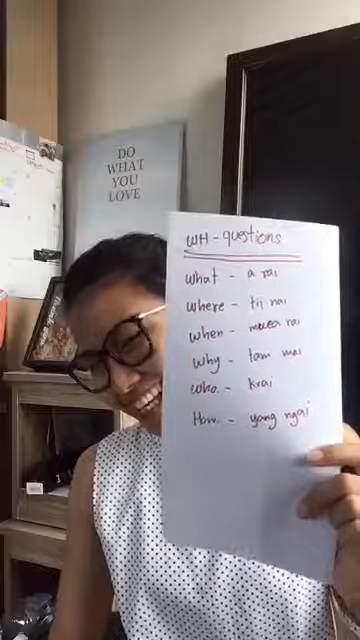 DO
WHAT
YOU
LOVE
WH-questions
what - a rai
where - tii nai
when - muea rai
why - tam mai
who. - krai
How. - yang ngai